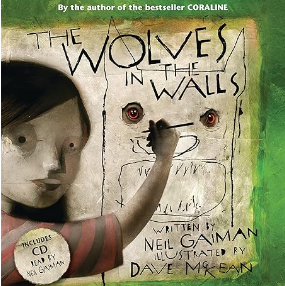 By the author of the bestseller CORALINE
THE WOLVES
IN THE
WALLS
WRITTEN BY
NEIL GAIMAN
ILLUSTRATED BY
DAVE McKEAN
INCLUDES
CD
READ BY
NEIL GAIMAN